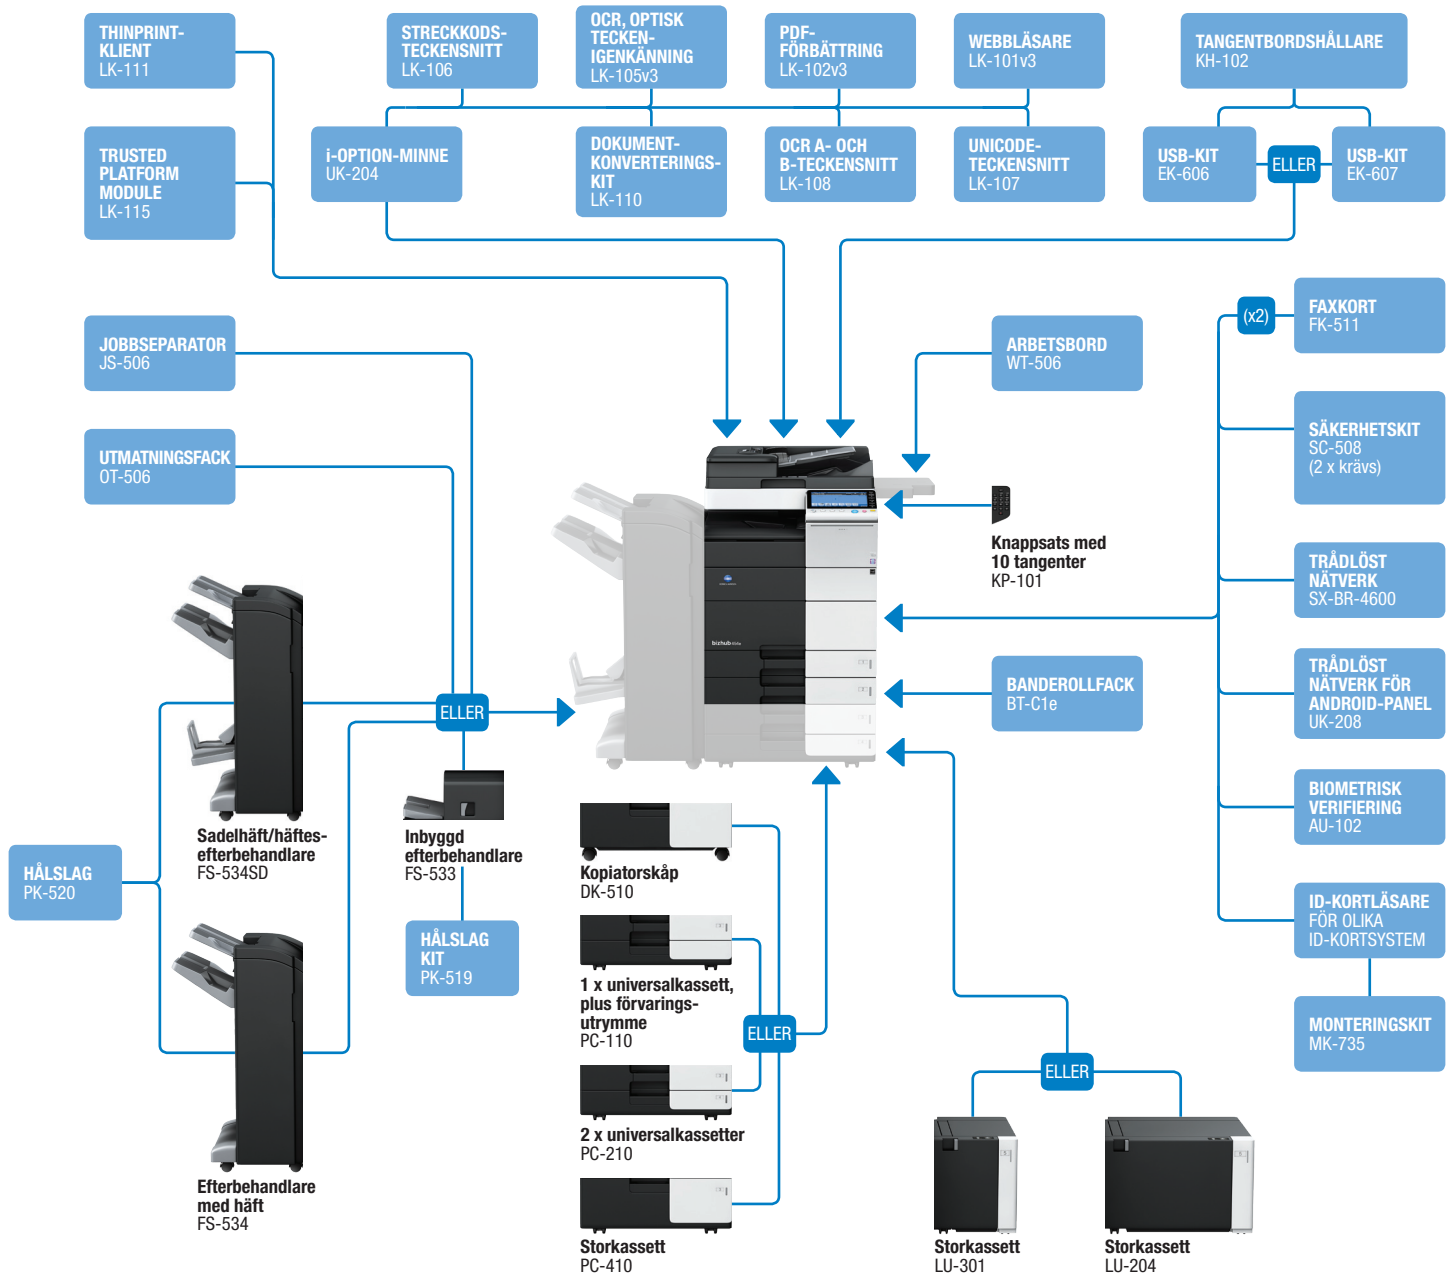 THINPRINT-
KLIENT
LK-111
STRECKKODS-
TECKENSNITT
LK-106
OCR, OPTISK
TECKEN-
IGENKÄNNING
LK-105v3
PDF-
FÖRBÄTTRING
LK-102v3
WEBBLÄSARE
LK-101v3
TANGENTBORDSHÅLLARE
KH-102
TRUSTED
PLATFORM
MODULE
LK-115
i-OPTION-MINNE
UK-204
DOKUMENT-
KONVERTERINGS-
KIT
LK-110
OCR A- OCH
B-TECKENSNITT
LK-108
UNICODE-
TECKENSNITT
LK-107
USB-KIT
EK-606
ELLER
USB-KIT
EK-607
JOBBSEPARATOR
JS-506
UTMATNINGSFACK
OT-506
ARBETSBORD
WT-506
(x2)
FAXKORT
FK-511
SÄKERHETSKIT
SC-508
(2 x krävs)
Knappsats med
10 tangenter
KP-101
TRÅDLÖST
NÄTVERK
SX-BR-4600
TRÅDLÖST
NÄTVERK FÖR
ANDROID-PANEL
UK-208
BANDEROLLFACK
BT-C1e
ELLER
BIOMETRISK
VERIFIERING
AU-102
Sadelhäft/häftes-
efterbehandlare
FS-534SD
Inbyggd
efterbehandlare
FS-533
HÅLSLAG
PK-520
Kopiatorskåp
DK-510
HÅLSLAG
KIT
PK-519
ID-KORTLÄSARE
FÖR OLIKA
ID-KORTSYSTEM
1 x universalkassett,
plus förvarings-
utrymme
PC-110
ELLER
MONTERINGSKIT
MK-735
ELLER
2 x universalkassetter
PC-210
Efterbehandlare
med häft
FS-534
Storkassett
PC-410
Storkassett
LU-301
Storkassett
LU-204